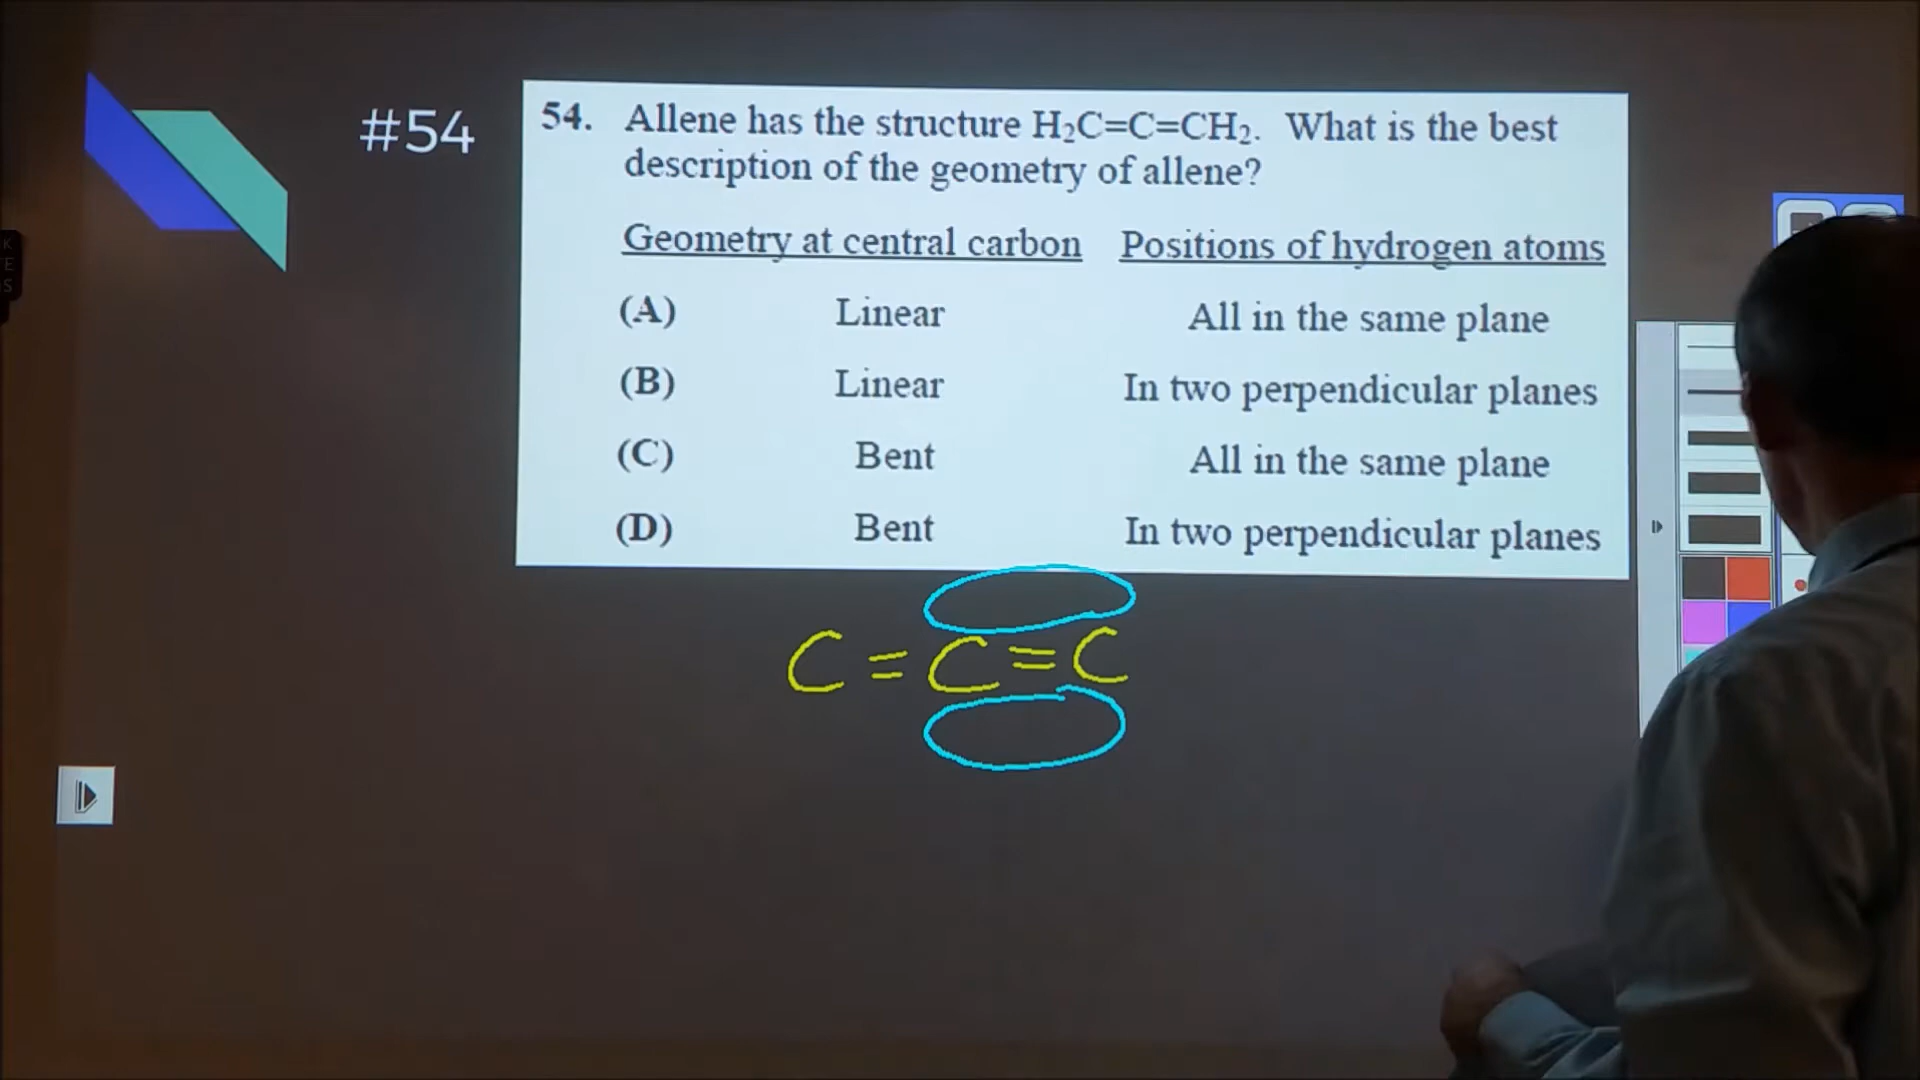 #54
54. Allene has the structure H₂C=C=CH₂. What is the best
description of the geometry of allene?
Geometry at central carbon Positions of hydrogen atoms
(A) Linear All in the same plane
(B) Linear In two perpendicular planes
(C) Bent All in the same plane
(D) Bent In two perpendicular planes
C=C=C
K
E
S